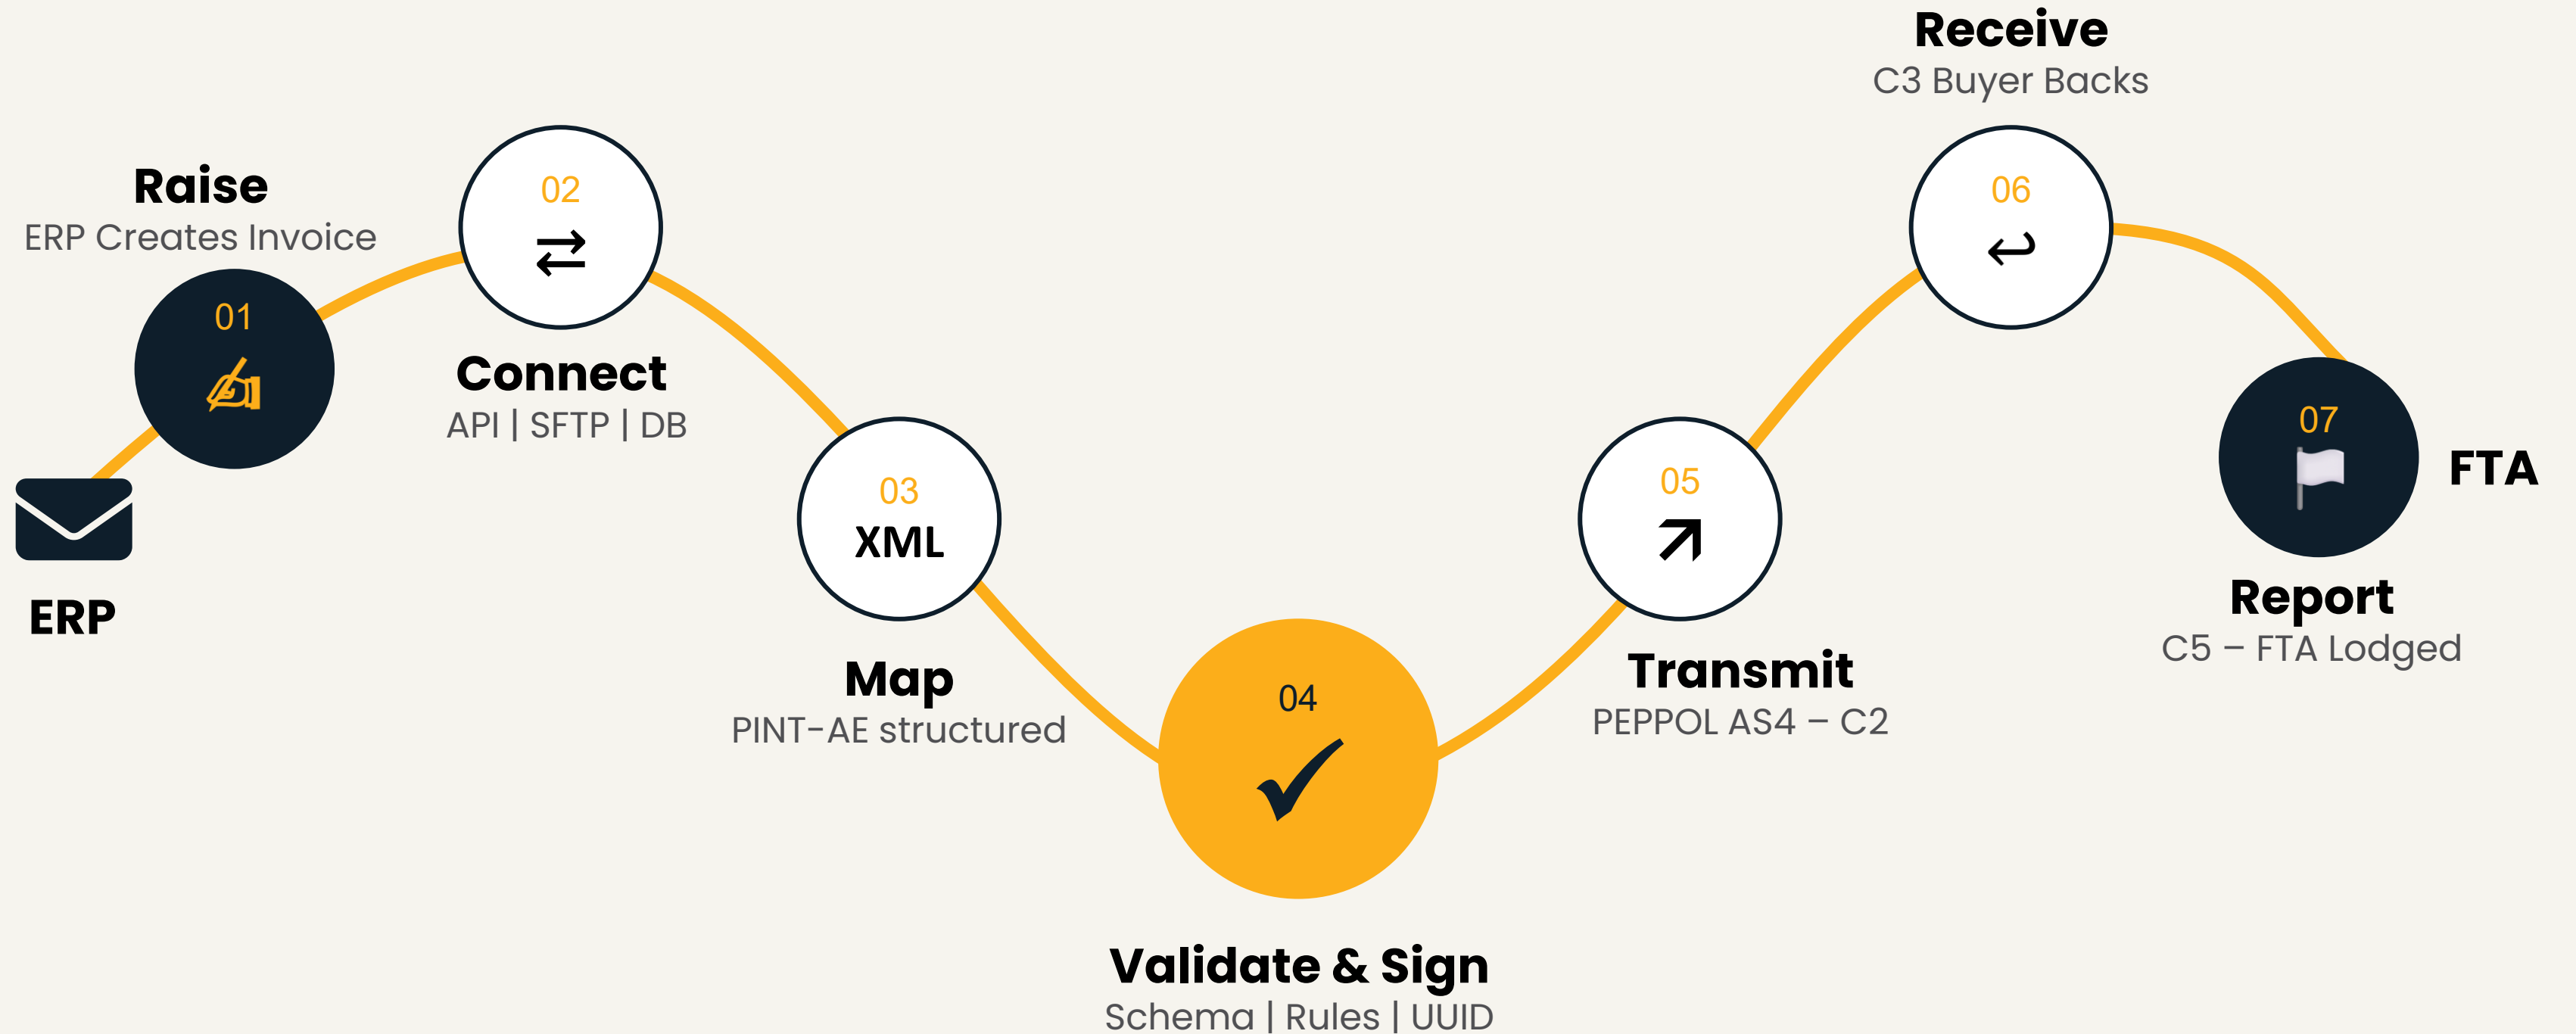 ERP
Raise
ERP Creates Invoice
01
02
Connect
API | SFTP | DB
03
XML
Map
PINT-AE structured
04
Validate & Sign
Schema | Rules | UUID
05
Transmit
PEPPOL AS4 – C2
Receive
C3 Buyer Backs
06
07
FTA
Report
C5 – FTA Lodged